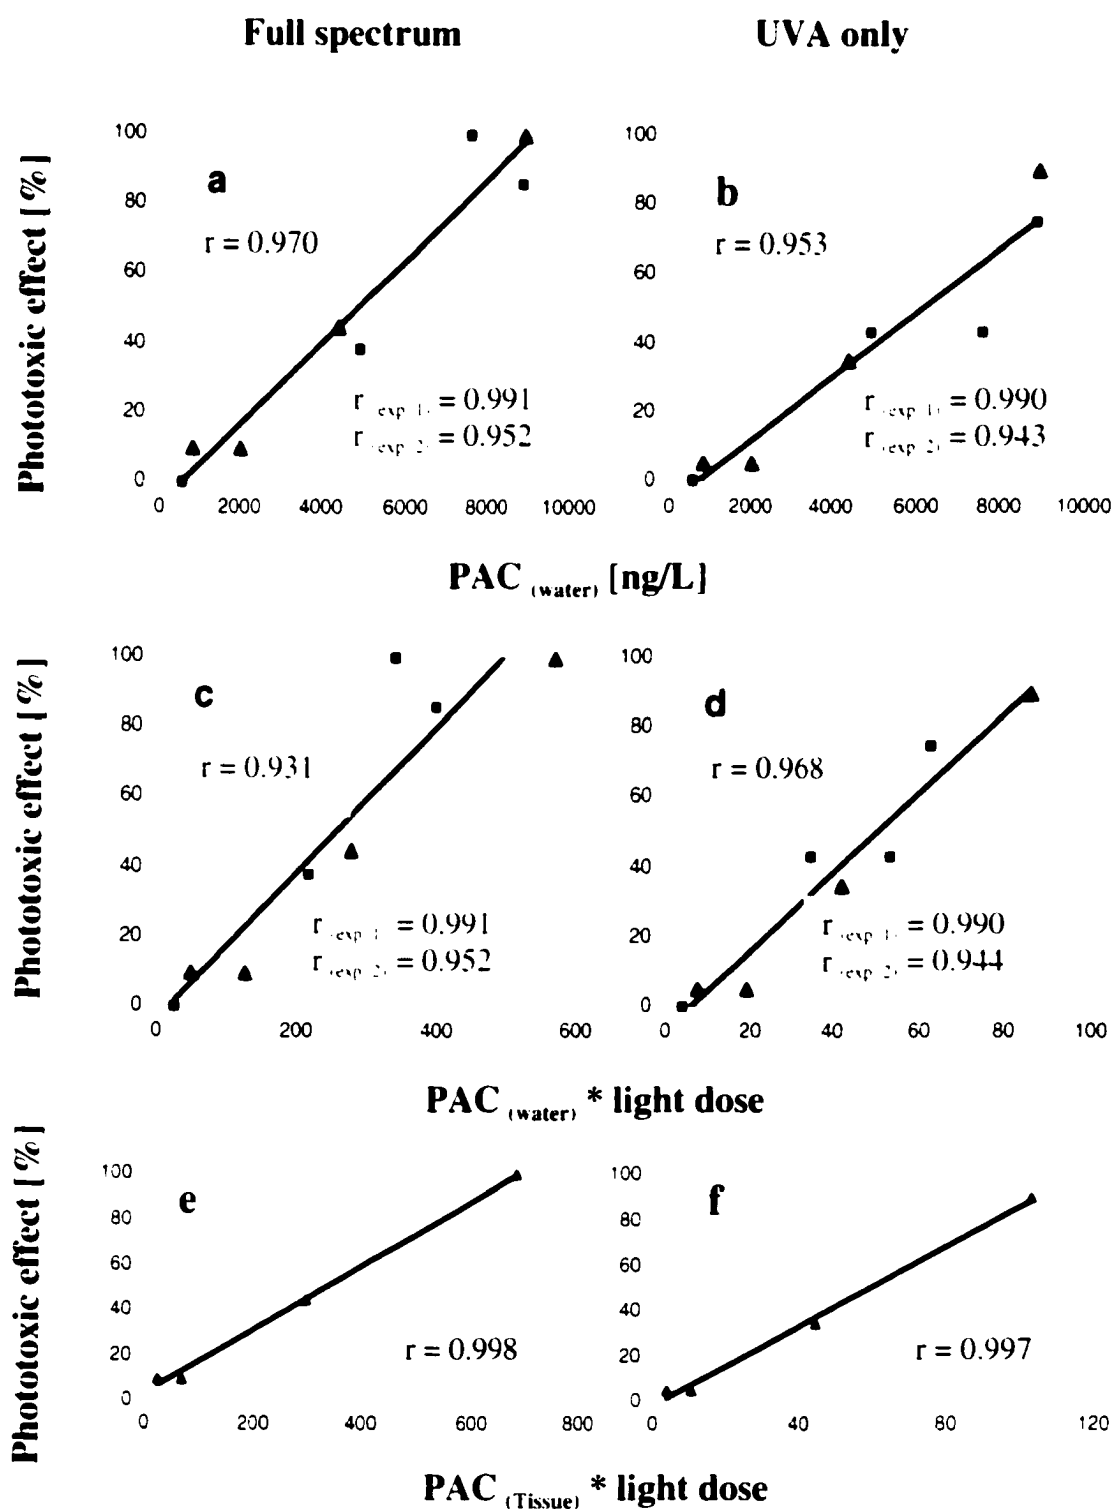 Full spectrum
UVA only
Phototoxic effect [%]
100
80
60
40
20
0
a
r = 0.970
r (exp 1) = 0.991
r (exp 2) = 0.952
0 2000 4000 6000 8000 10000
100
80
60
40
20
0
b
r = 0.953
r (exp 1) = 0.990
r (exp 2) = 0.943
0 2000 4000 6000 8000 10000
PAC (water) [ng/L]
Phototoxic effect [%]
100
80
60
40
20
0
c
r = 0.931
r (exp 1 = 0.991
r (exp 2) = 0.952
0 200 400 600
100
80
60
40
20
0
d
r = 0.968
r (exp 1) = 0.990
r (exp 2) = 0.944
0 20 40 60 80 100
PAC (water) * light dose
Phototoxic effect [%]
100
80
60
40
20
0
e
r = 0.998
0 200 400 600 800
100
80
60
40
20
0
f
r = 0.997
0 40 80 120
PAC (Tissue) * light dose